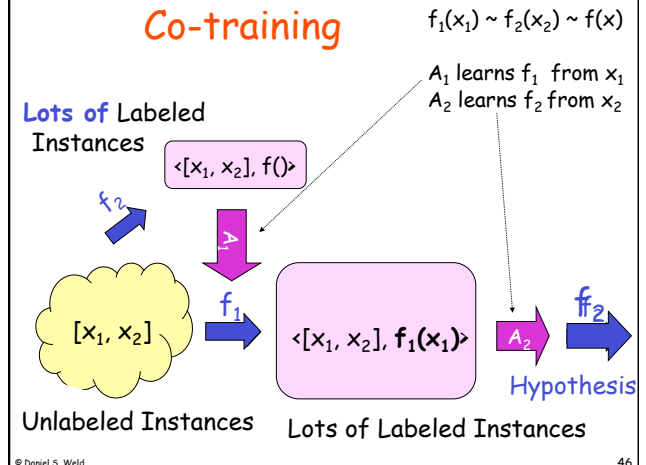 Co-training
f₁(x₁) ~ f₂(x₂) ~ f(x)
A₁ learns f₁ from x₁
A₂ learns f₂ from x₂
Lots of Labeled
Instances
<[x₁, x₂], f()>
f₂
A₁
[x₁, x₂]
f₁
<[x₁, x₂], f₁(x₁)>
A₂
f₂
Hypothesis
Unlabeled Instances
Lots of Labeled Instances
© Daniel S. Weld
46